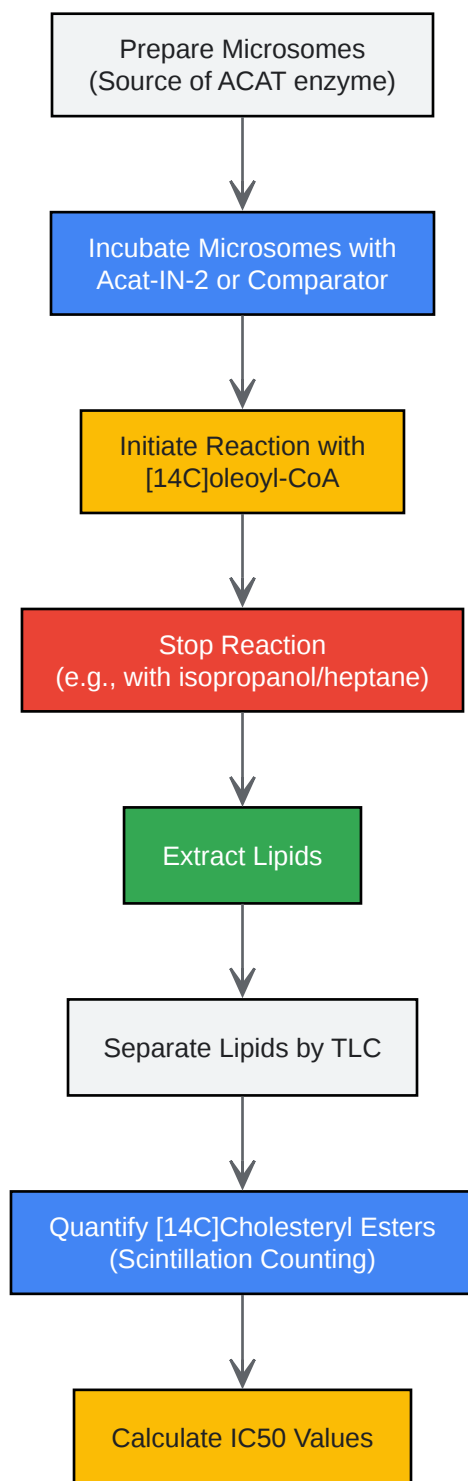 Prepare Microsomes
(Source of ACAT enzyme)
Incubate Microsomes with
Acat-IN-2 or Comparator
Initiate Reaction with
[14C]oleoyl-CoA
Stop Reaction
(e.g., with isopropanol/heptane)
Extract Lipids
Separate Lipids by TLC
Quantify [14C]Cholesteryl Esters
(Scintillation Counting)
Calculate IC50 Values